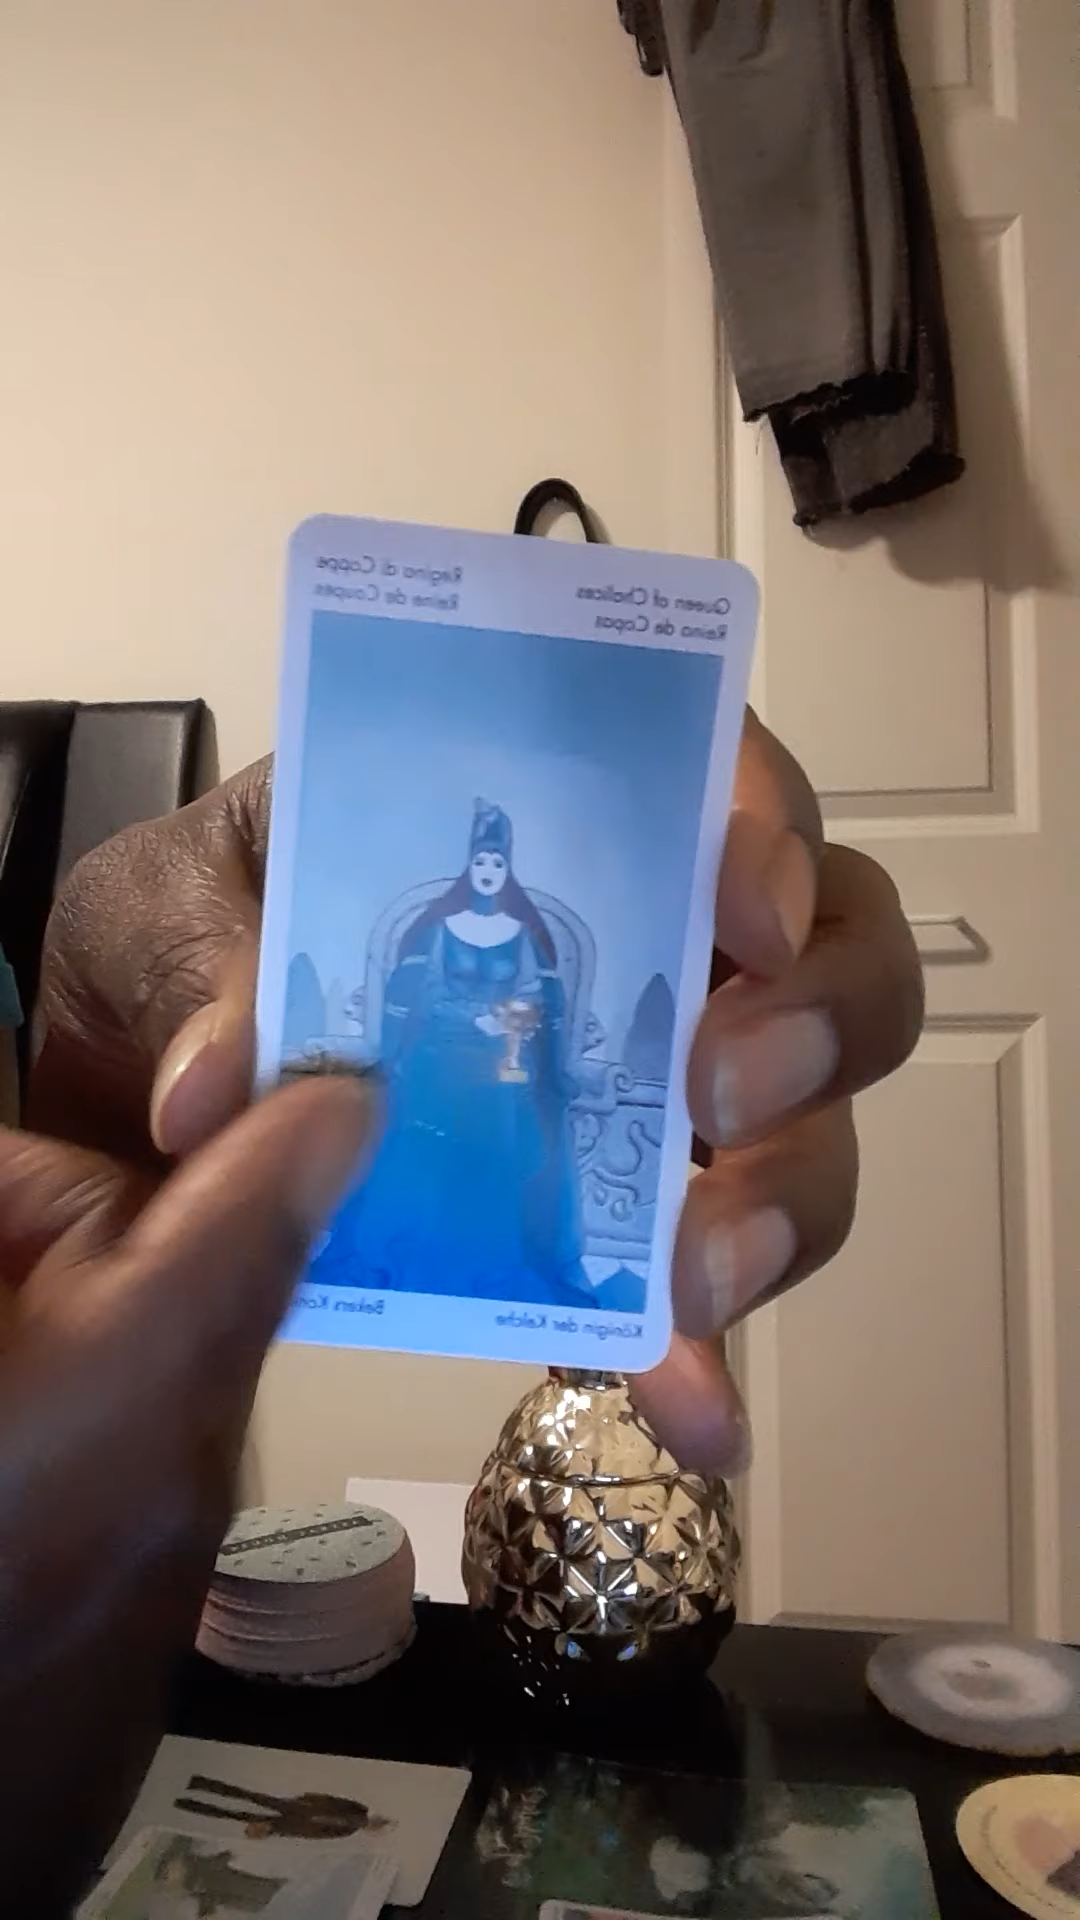 Queen of Chalices
Reina de Copas
Regina di Coppe
Reine de Coupes
Königin der Kelche
Bekers